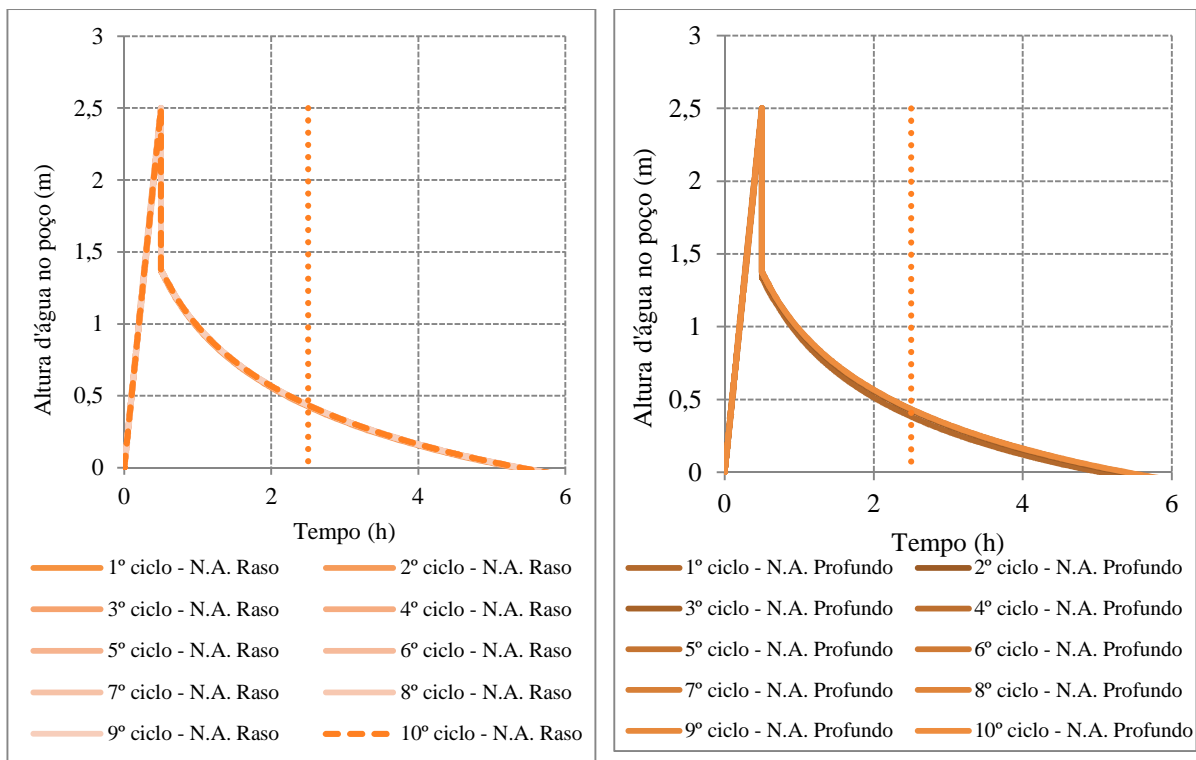 3
2,5
2
1,5
1
0,5
0
0 2 4 6
Altura d'água no poço (m)
Tempo (h)
1º ciclo - N.A. Raso 2º ciclo - N.A. Raso
3º ciclo - N.A. Raso 4º ciclo - N.A. Raso
5º ciclo - N.A. Raso 6º ciclo - N.A. Raso
7º ciclo - N.A. Raso 8º ciclo - N.A. Raso
9º ciclo - N.A. Raso 10º ciclo - N.A. Raso
3
2,5
2
1,5
1
0,5
0
0 2 4 6
Altura d'água no poço (m)
Tempo (h)
1º ciclo - N.A. Profundo 2º ciclo - N.A. Profundo
3º ciclo - N.A. Profundo 4º ciclo - N.A. Profundo
5º ciclo - N.A. Profundo 6º ciclo - N.A. Profundo
7º ciclo - N.A. Profundo 8º ciclo - N.A. Profundo
9º ciclo - N.A. Profundo 10º ciclo - N.A. Profundo